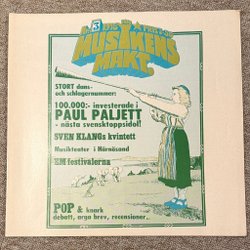 3
MUSIKENS
MAKT
STORT dans-
och schlagernummer:
100.000:- investerade i
PAUL PALJETT
- nästa svensktoppsidol!
SVEN KLANGs kvintett
Musikteater i Härnösand
EM festivalerna
POP & knark
debatt, arga brev, recensioner..